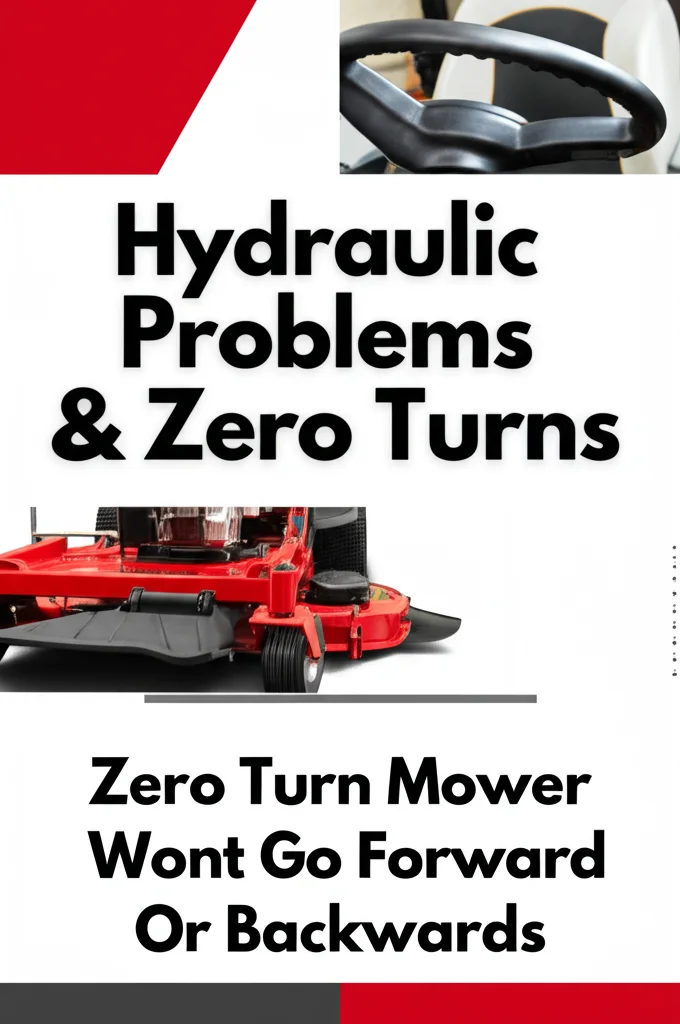 Hydraulic
Problems
& Zero Turns
Zero Turn Mower
Wont Go Forward
Or Backwards